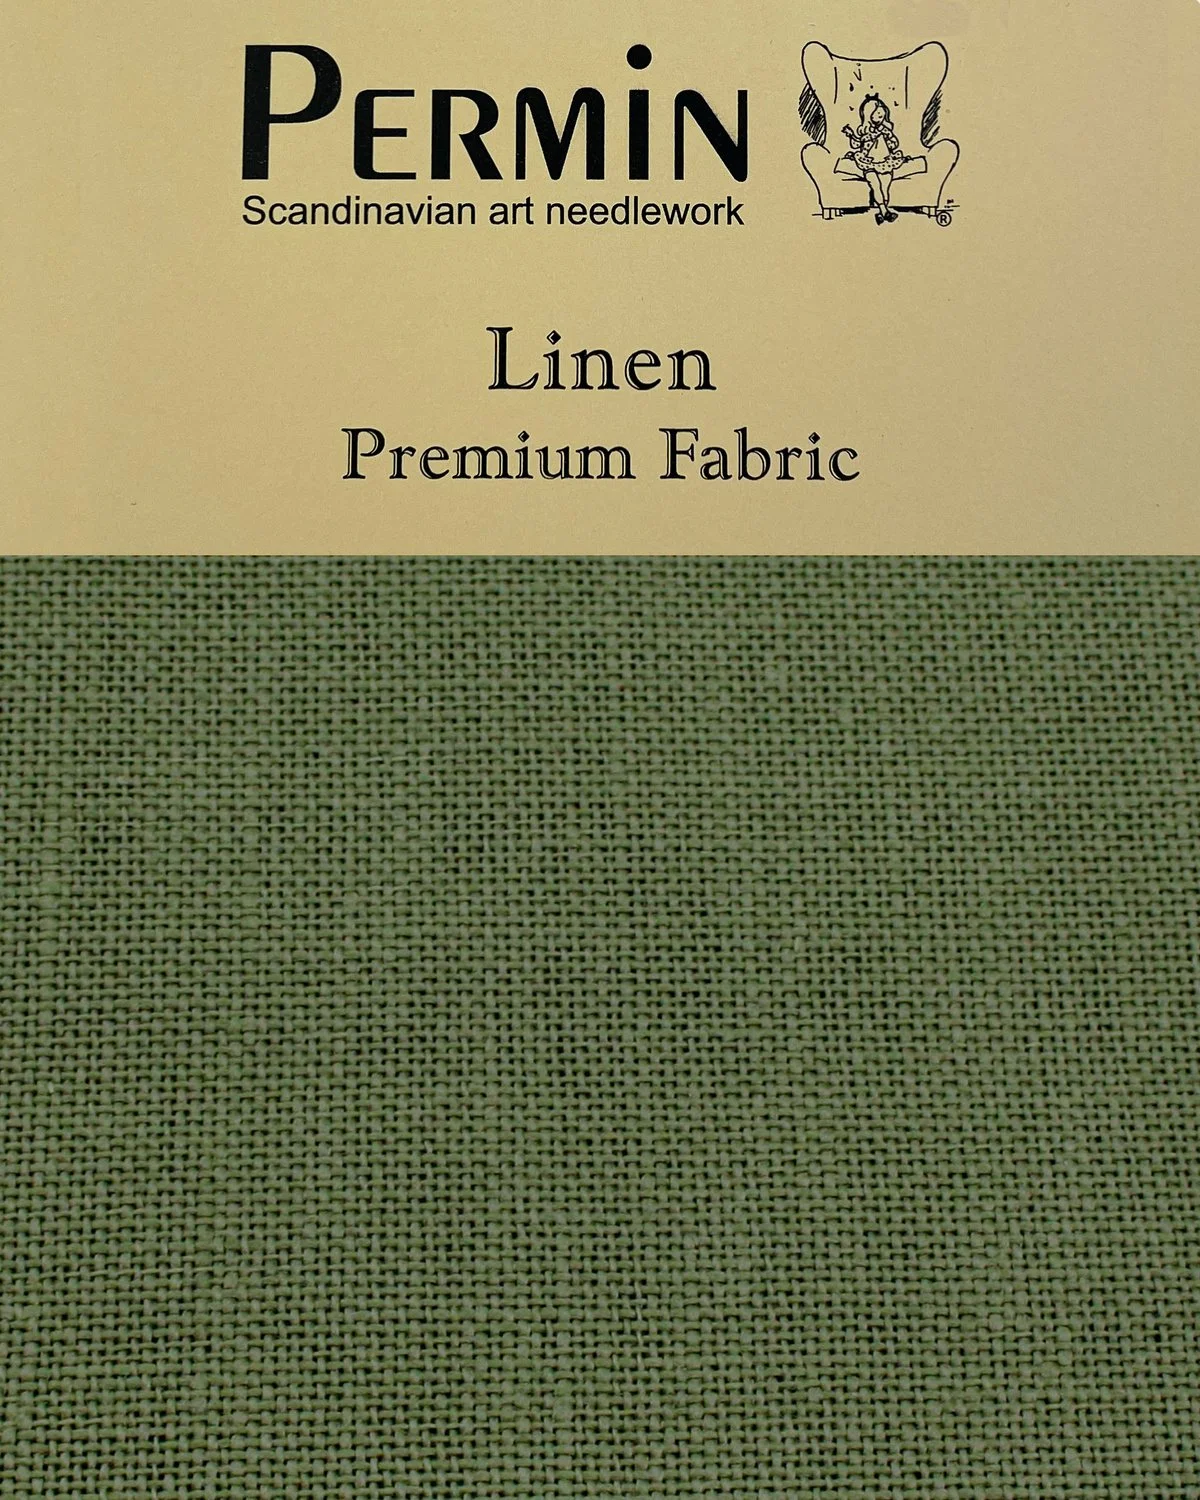 PERMIN
Scandinavian art needlework
®
Linen
Premium Fabric